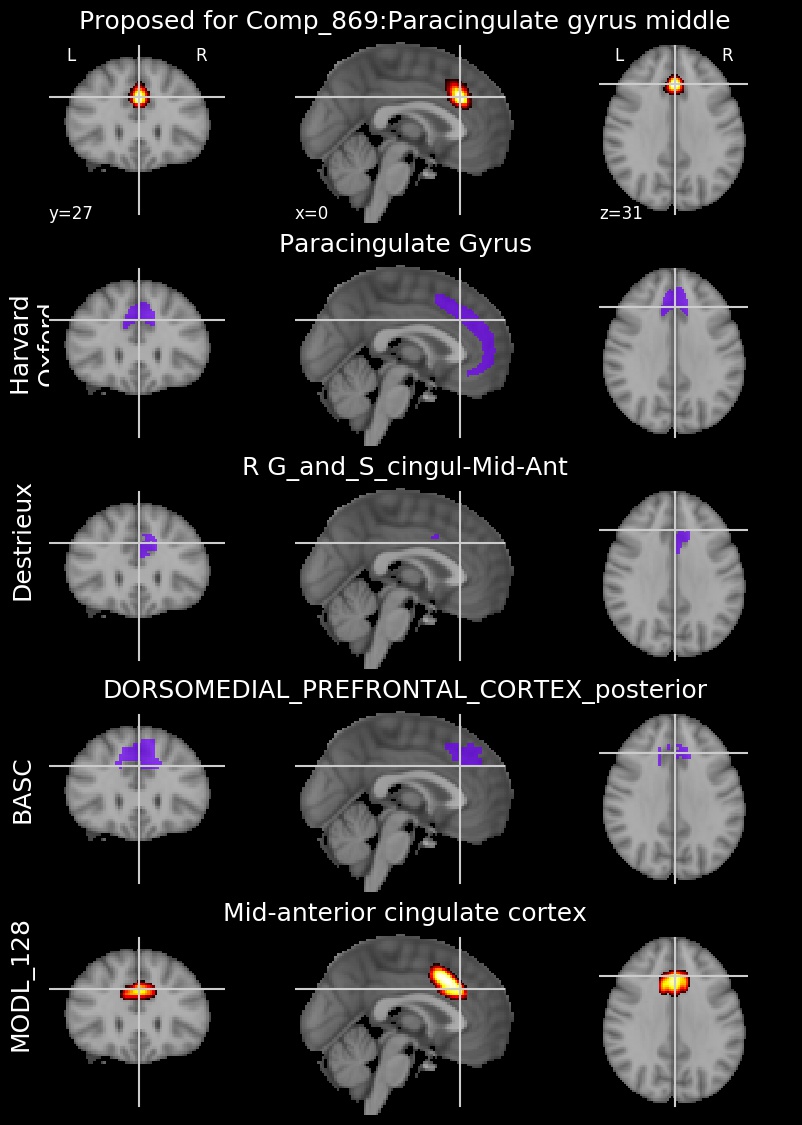 Proposed for Comp_869:Paracingulate gyrus middle
L R L R
y=27 x=0 z=31
Paracingulate Gyrus
Harvard
Oxford
R G_and_S_cingul-Mid-Ant
Destrieux
DORSOMEDIAL_PREFRONTAL_CORTEX_posterior
BASC
Mid-anterior cingulate cortex
MODL_128